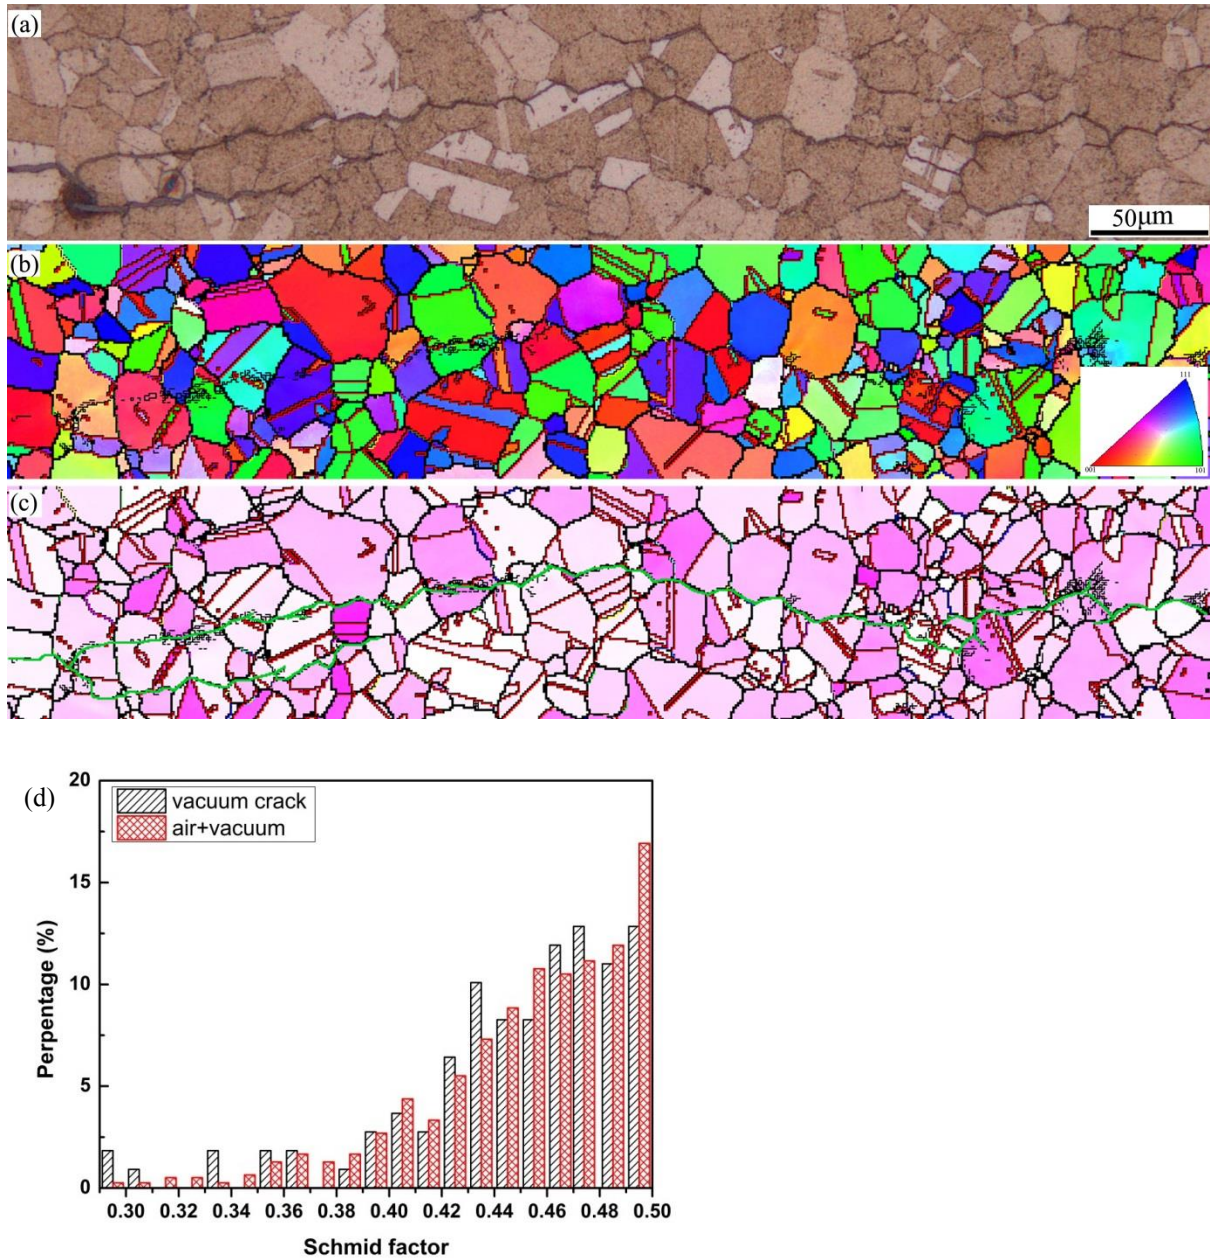 (a)
50μm
(b)
111
001
101
(c)
(d)
20
vacuum crack
air+vacuum
15
Perpentage (%)
10
5
0
0.30 0.32 0.34 0.36 0.38 0.40 0.42 0.44 0.46 0.48 0.50
Schmid factor